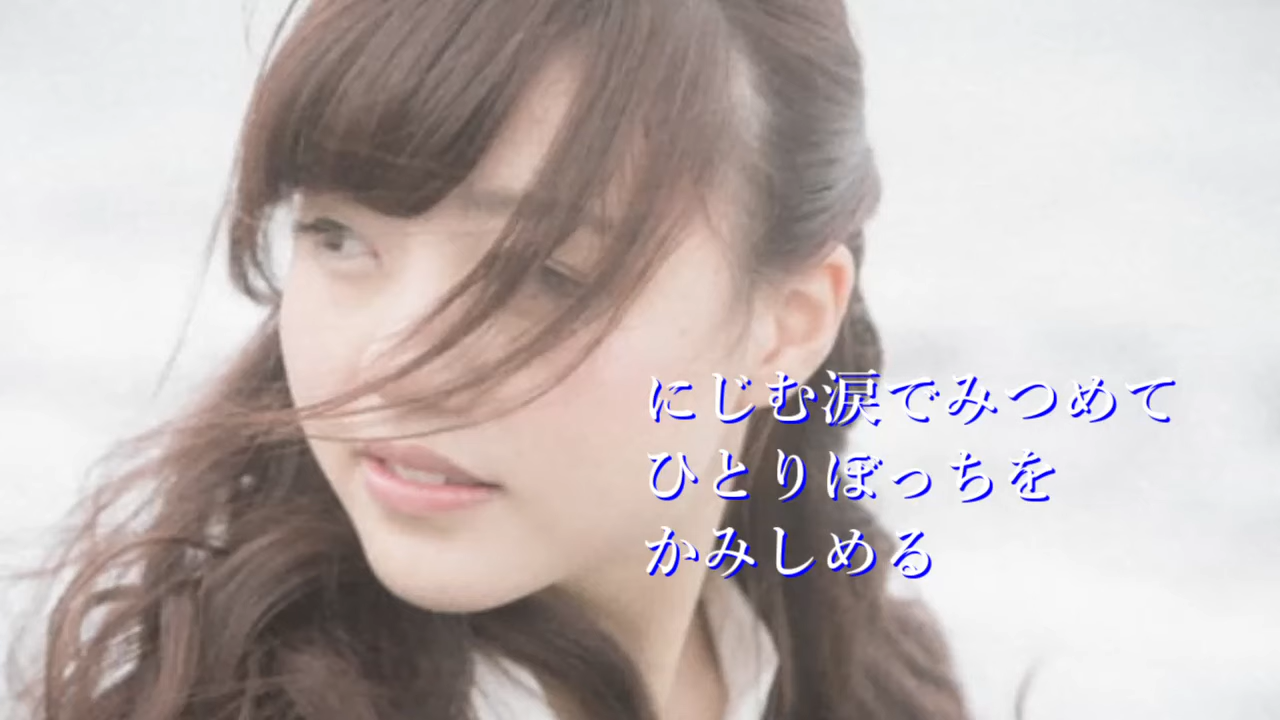 にじむ涙でみつめて
ひとりぼっちを
かみしめる